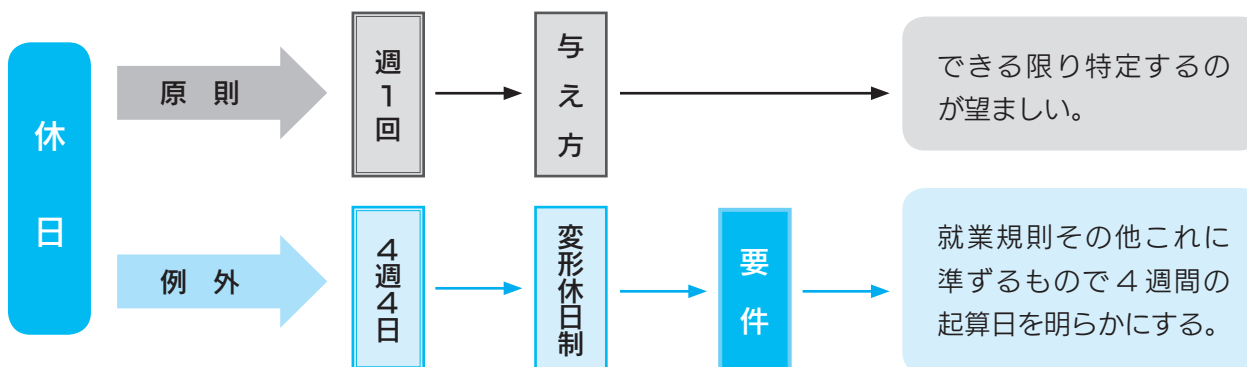 休日
原則
週1回
与え方
できる限り特定するの
が望ましい。
例外
4週4日
変形休日制
要件
就業規則その他これに
準ずるもので4週間の
起算日を明らかにする。